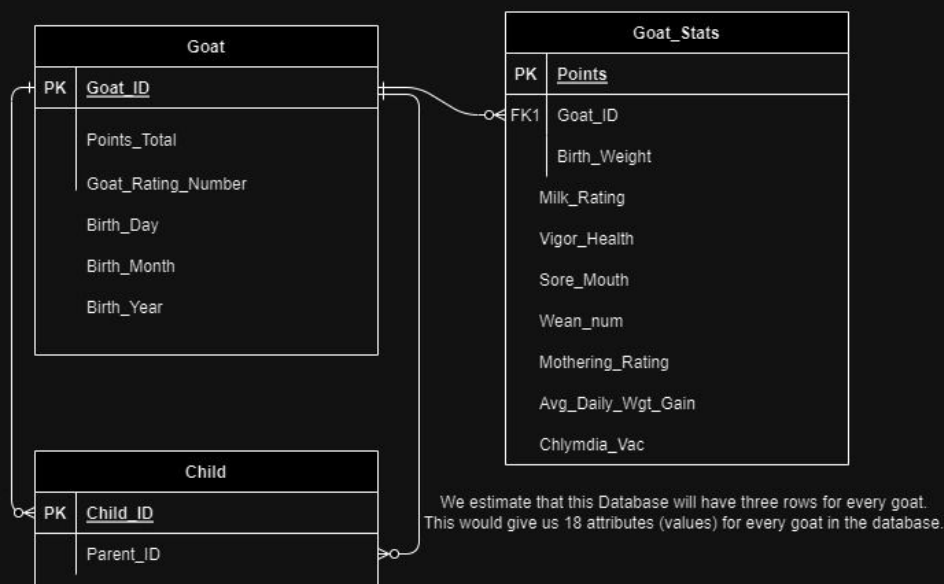 Goat
PK Goat_ID
Points_Total
Goat_Rating_Number
Birth_Day
Birth_Month
Birth_Year
Goat_Stats
PK Points
FK1 Goat_ID
Birth_Weight
Milk_Rating
Vigor_Health
Sore_Mouth
Wean_num
Mothering_Rating
Avg_Daily_Wgt_Gain
Chlymdia_Vac
Child
PK Child_ID
Parent_ID
We estimate that this Database will have three rows for every goat.
This would give us 18 attributes (values) for every goat in the database.